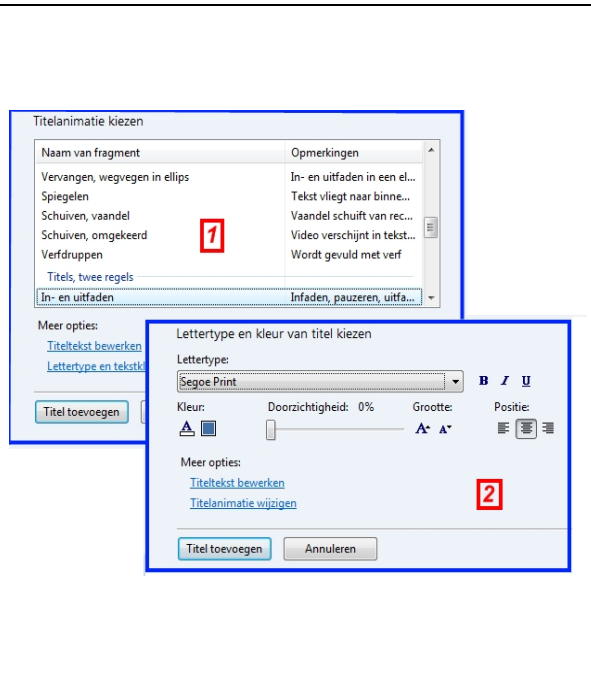 Titelanimatie kiezen
Naam van fragment Opmerkingen
Vervangen, wegvegen in ellips In- en uitfaden in een el...
Spiegelen Tekst vliegt naar binne...
Schuiven, vaandel Vaandel schuift van rec...
Schuiven, omgekeerd Video verschijnt in tekst...
Verfdruppen Wordt gevuld met verf
1
Titels, twee regels
In- en uitfaden Infaden, pauzeren, uitfa...
Meer opties:
Titeltekst bewerken
Lettertype en tekstkl
Titel toevoegen
Lettertype en kleur van titel kiezen
Lettertype:
Segoe Print B I U
Kleur: Doorzichtigheid: 0% Grootte: Positie:
A A A
Meer opties:
Titeltekst bewerken
Titelanimatie wijzigen
2
Titel toevoegen Annuleren